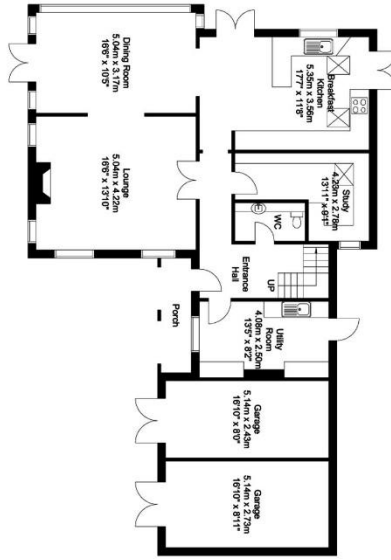 Dining Room
5.04m x 3.17m
16'6" x 10'5"
Breakfast
Kitchen
5.35m x 3.56m
17'7" x 11'8"
Lounge
5.04m x 4.22m
16'6" x 13'10"
Study
4.23m x 2.78m
13'11" x 9'1"
WC
UP
Entrance
Hall
Porch
Utility
Room
4.08m x 2.50m
13'5" x 8'2"
Garage
5.14m x 2.43m
16'10" x 8'0"
Garage
5.14m x 2.73m
16'10" x 8'11"